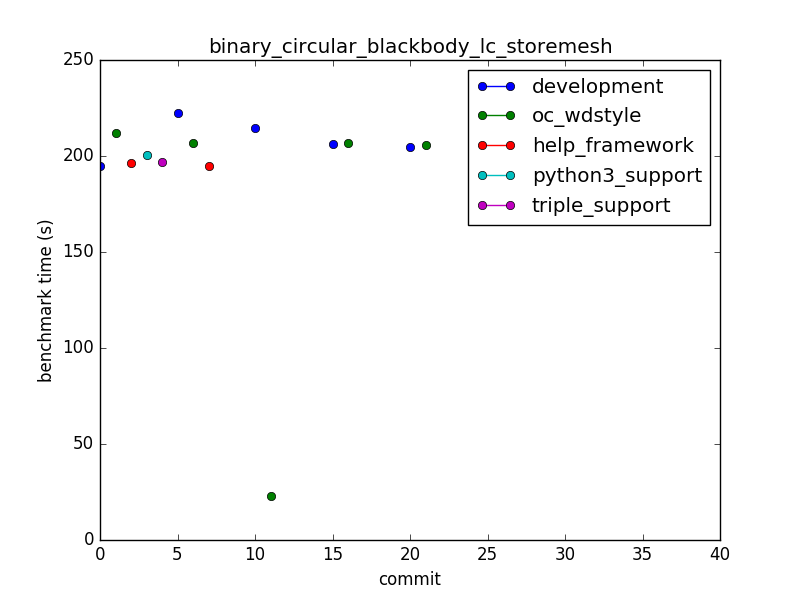 binary_circular_blackbody_lc_storemesh
development
oc_wdstyle
help_framework
python3_support
triple_support
benchmark time (s)
250
200
150
100
50
0
0 5 10 15 20 25 30 35 40
commit